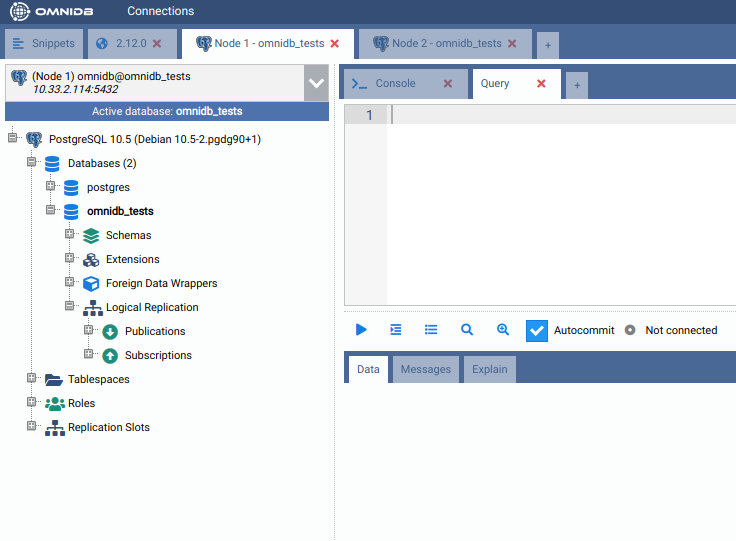 OMNIDB Connections
Snippets 2.12.0 Node 1 - omnidb_tests Node 2 - omnidb_tests +
(Node 1) omnidb@omnidb_tests
10.33.2.114:5432
Active database: omnidb_tests
PostgreSQL 10.5 (Debian 10.5-2.pgdg90+1)
Databases (2)
postgres
omnidb_tests
Schemas
Extensions
Foreign Data Wrappers
Logical Replication
Publications
Subscriptions
Tablespaces
Roles
Replication Slots
Console Query +
1
Autocommit Not connected
Data Messages Explain